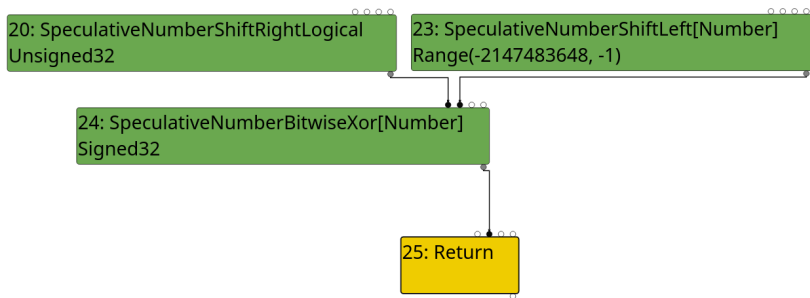 20: SpeculativeNumberShiftRightLogical
Unsigned32
23: SpeculativeNumberShiftLeft[Number]
Range(-2147483648, -1)
24: SpeculativeNumberBitwiseXor[Number]
Signed32
25: Return